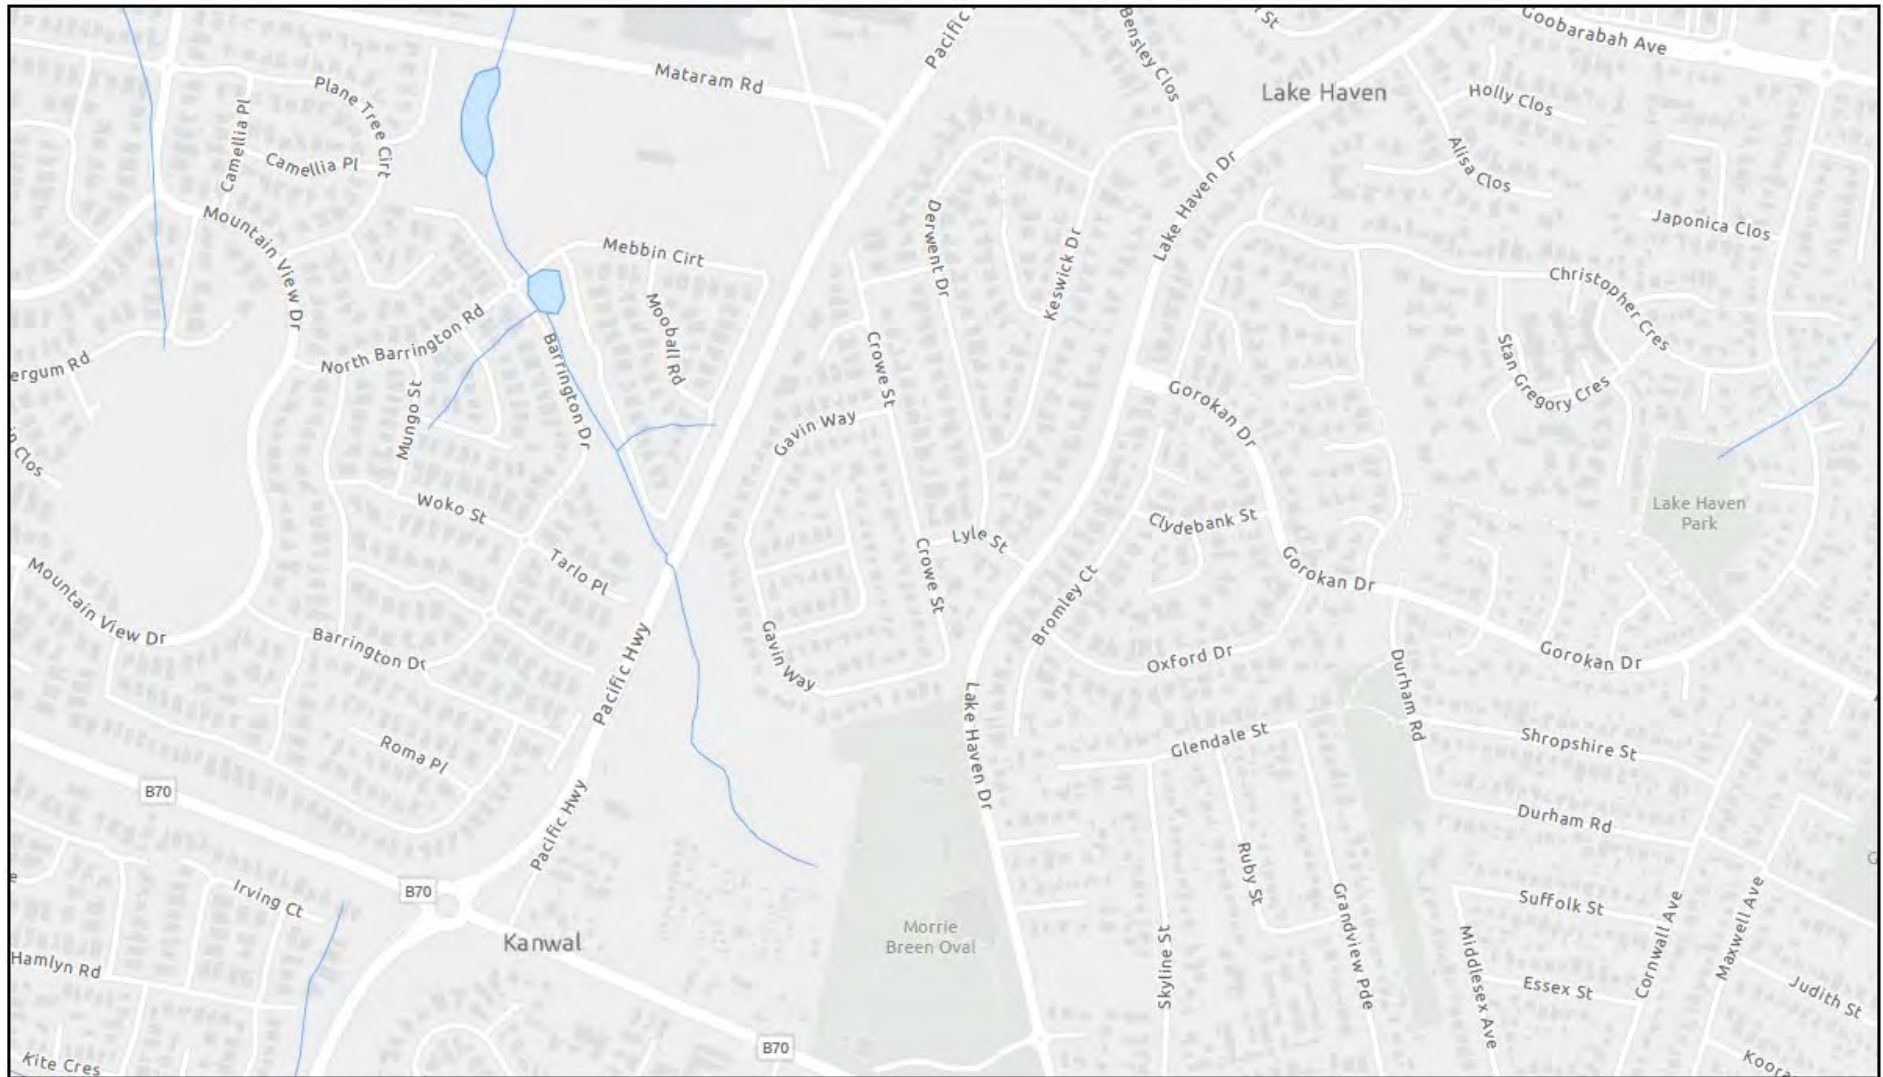 Pacific
Bensley Clos
St
Goobarabah Ave
Mataram Rd
Lake Haven
Plane Tree Cirt
Holly Clos
Camellia Pl
Camellia Pl
Alisa Clos
Mountain View Dr
Mebbin Cirt
Derwent Dr
Lake Haven Dr
Japonica Clos
Keswick Dr
Christopher Cres
Mooball Rd
North Barrington Rd
Barrington Dr
Crowe St
Stan Gregory Cres
ergum Rd
Mungo St
Gavin Way
Gorokan Dr
n Clos
Woko St
Lake Haven
Park
Clydebank St
Lyle St
Tarlo Pl
Crowe St
Gorokan Dr
Mountain View Dr
Bromley Ct
Barrington Dr
Gavin Way
Pacific Hwy
Oxford Dr
Gorokan Dr
Durham Rd
Lake Haven Dr
Roma Pl
Glendale St
Shropshire St
B70
Pacific Hwy
Durham Rd
G
e
B70
Irving Ct
Ruby St
Grandview Pde
Suffolk St
Cornwall Ave
Maxwell Ave
Kanwal
Morrie
Breen Oval
Skyline St
Middlesex Ave
Hamlyn Rd
Essex St
Judith St
B70
Kite Cres
Koora